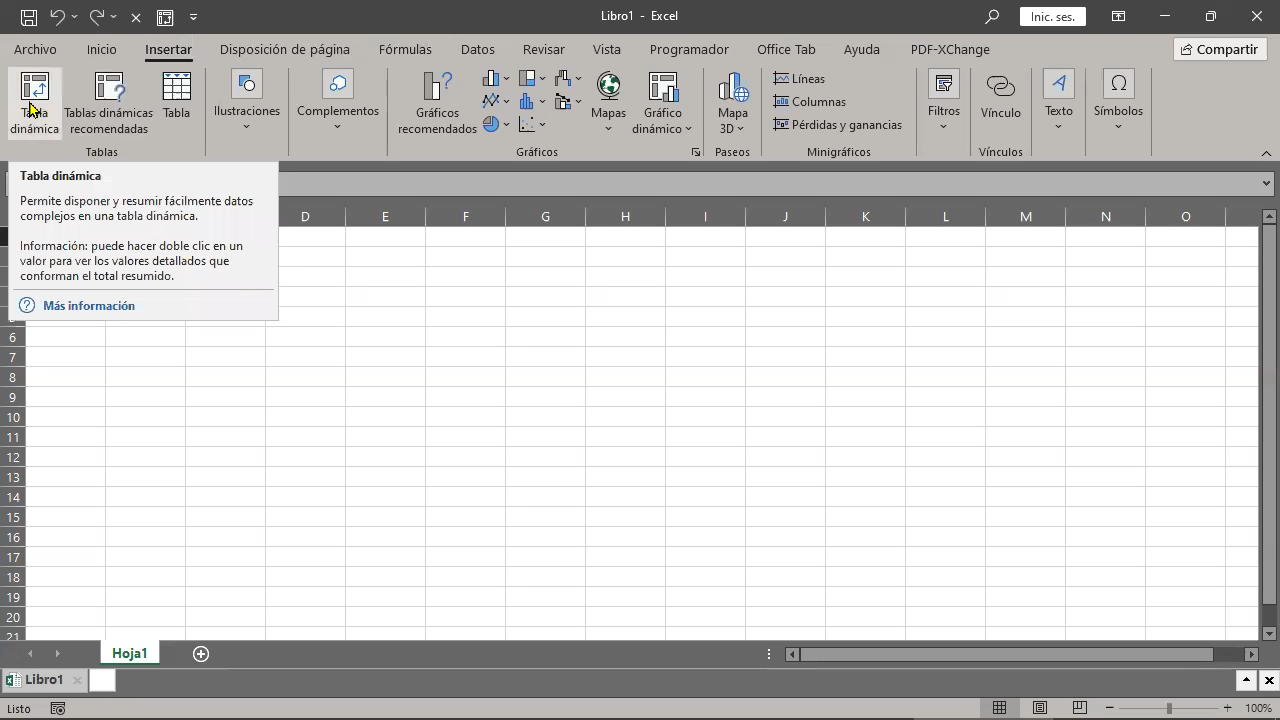 Libro1 - Excel
Inic. ses.
Archivo
Inicio
Insertar
Disposición de página
Fórmulas
Datos
Revisar
Vista
Programador
Office Tab
Ayuda
PDF-XChange
Compartir
Tabla
dinámica
Tablas dinámicas
recomendadas
Tabla
Tablas
Ilustraciones
Complementos
Gráficos
recomendados
Mapas
Gráfico
dinámico
Gráficos
Mapa
3D
Paseos
Líneas
Columnas
Pérdidas y ganancias
Minigráficos
Filtros
Vínculo
Vínculos
Texto
Símbolos
Tabla dinámica
Permite disponer y resumir fácilmente datos
complejos en una tabla dinámica.
Información: puede hacer doble clic en un
valor para ver los valores detallados que
conforman el total resumido.
Más información
D E F G H I J K L M N O
6
7
8
9
10
11
12
13
14
15
16
17
18
19
20
21
Hoja1
Libro1
Listo
100%